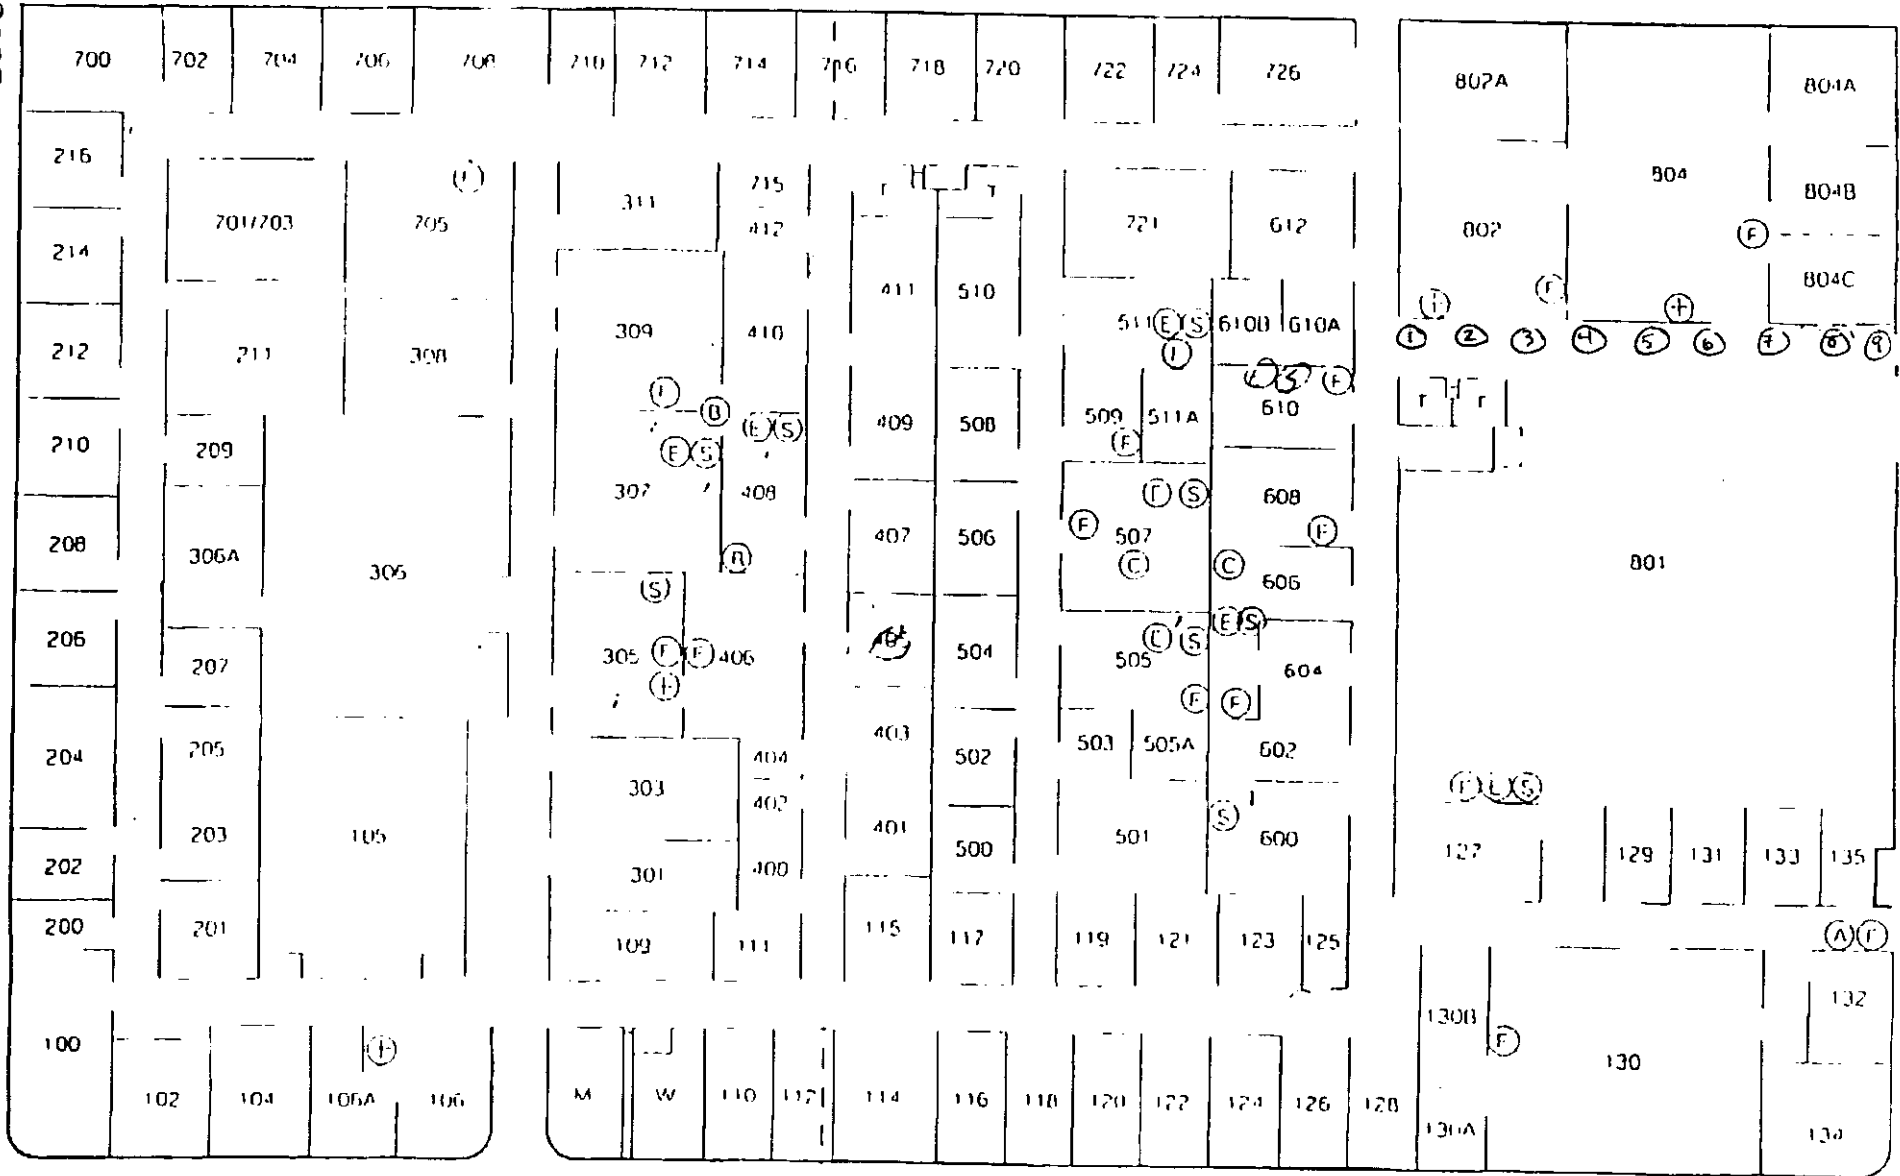 700 702 704 706 708 710 712 714 716 718 720 722 724 726 802A 804A
216 311 715 H 804 804B
214 701/703 705 412 r r 721 612 802 F
804C
212 211 308 309 410 411 510 511 E S 610B 610A
1 2 3 4 5 6 7 8 9
B S F r r
210 209 E S E S 409 508 509 511A 610
F
307 408 S 608
208 306A 306 407 506 F 507 F 801
B C C 606
S
206 207 305 F F 406 504 505 S E S 604
F F
204 205 404 403 502 503 505A 602
303 402 L S
203 105 401 501 S 600
202 301 400 500 127 129 131 133 135
200 201 109 111 115 117 119 121 123 125 A
132
100 130B F 130
102 104 106A 106 M W 110 112 114 116 118 120 122 124 126 128 130A 134